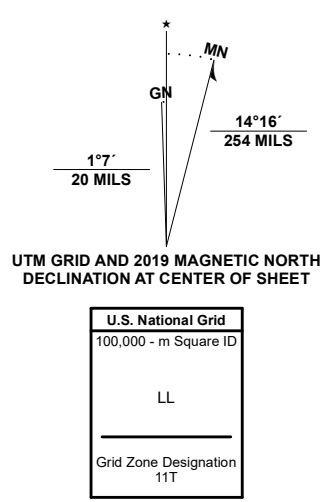 ★
MN
GN
14°16´
254 MILS
1°7´
20 MILS
UTM GRID AND 2019 MAGNETIC NORTH
DECLINATION AT CENTER OF SHEET
U.S. National Grid
100,000 - m Square ID
LL
Grid Zone Designation
11T